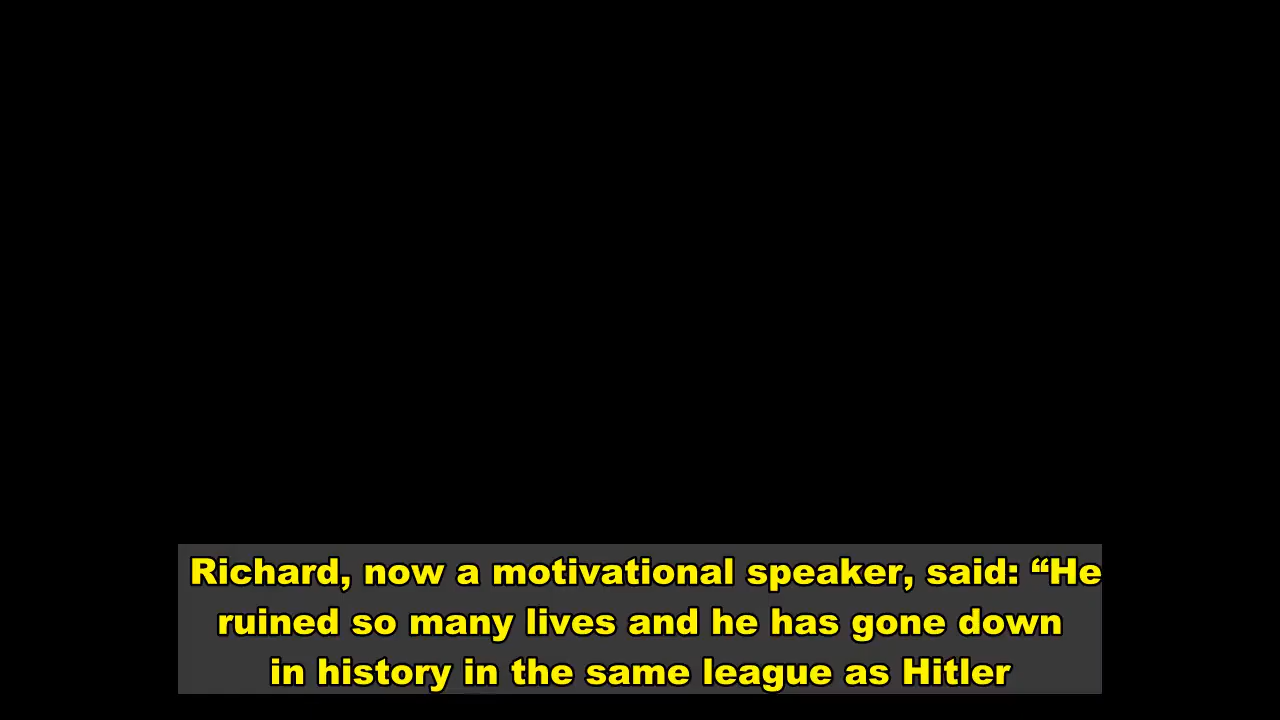 Richard, now a motivational speaker, said: “He
ruined so many lives and he has gone down
in history in the same league as Hitler